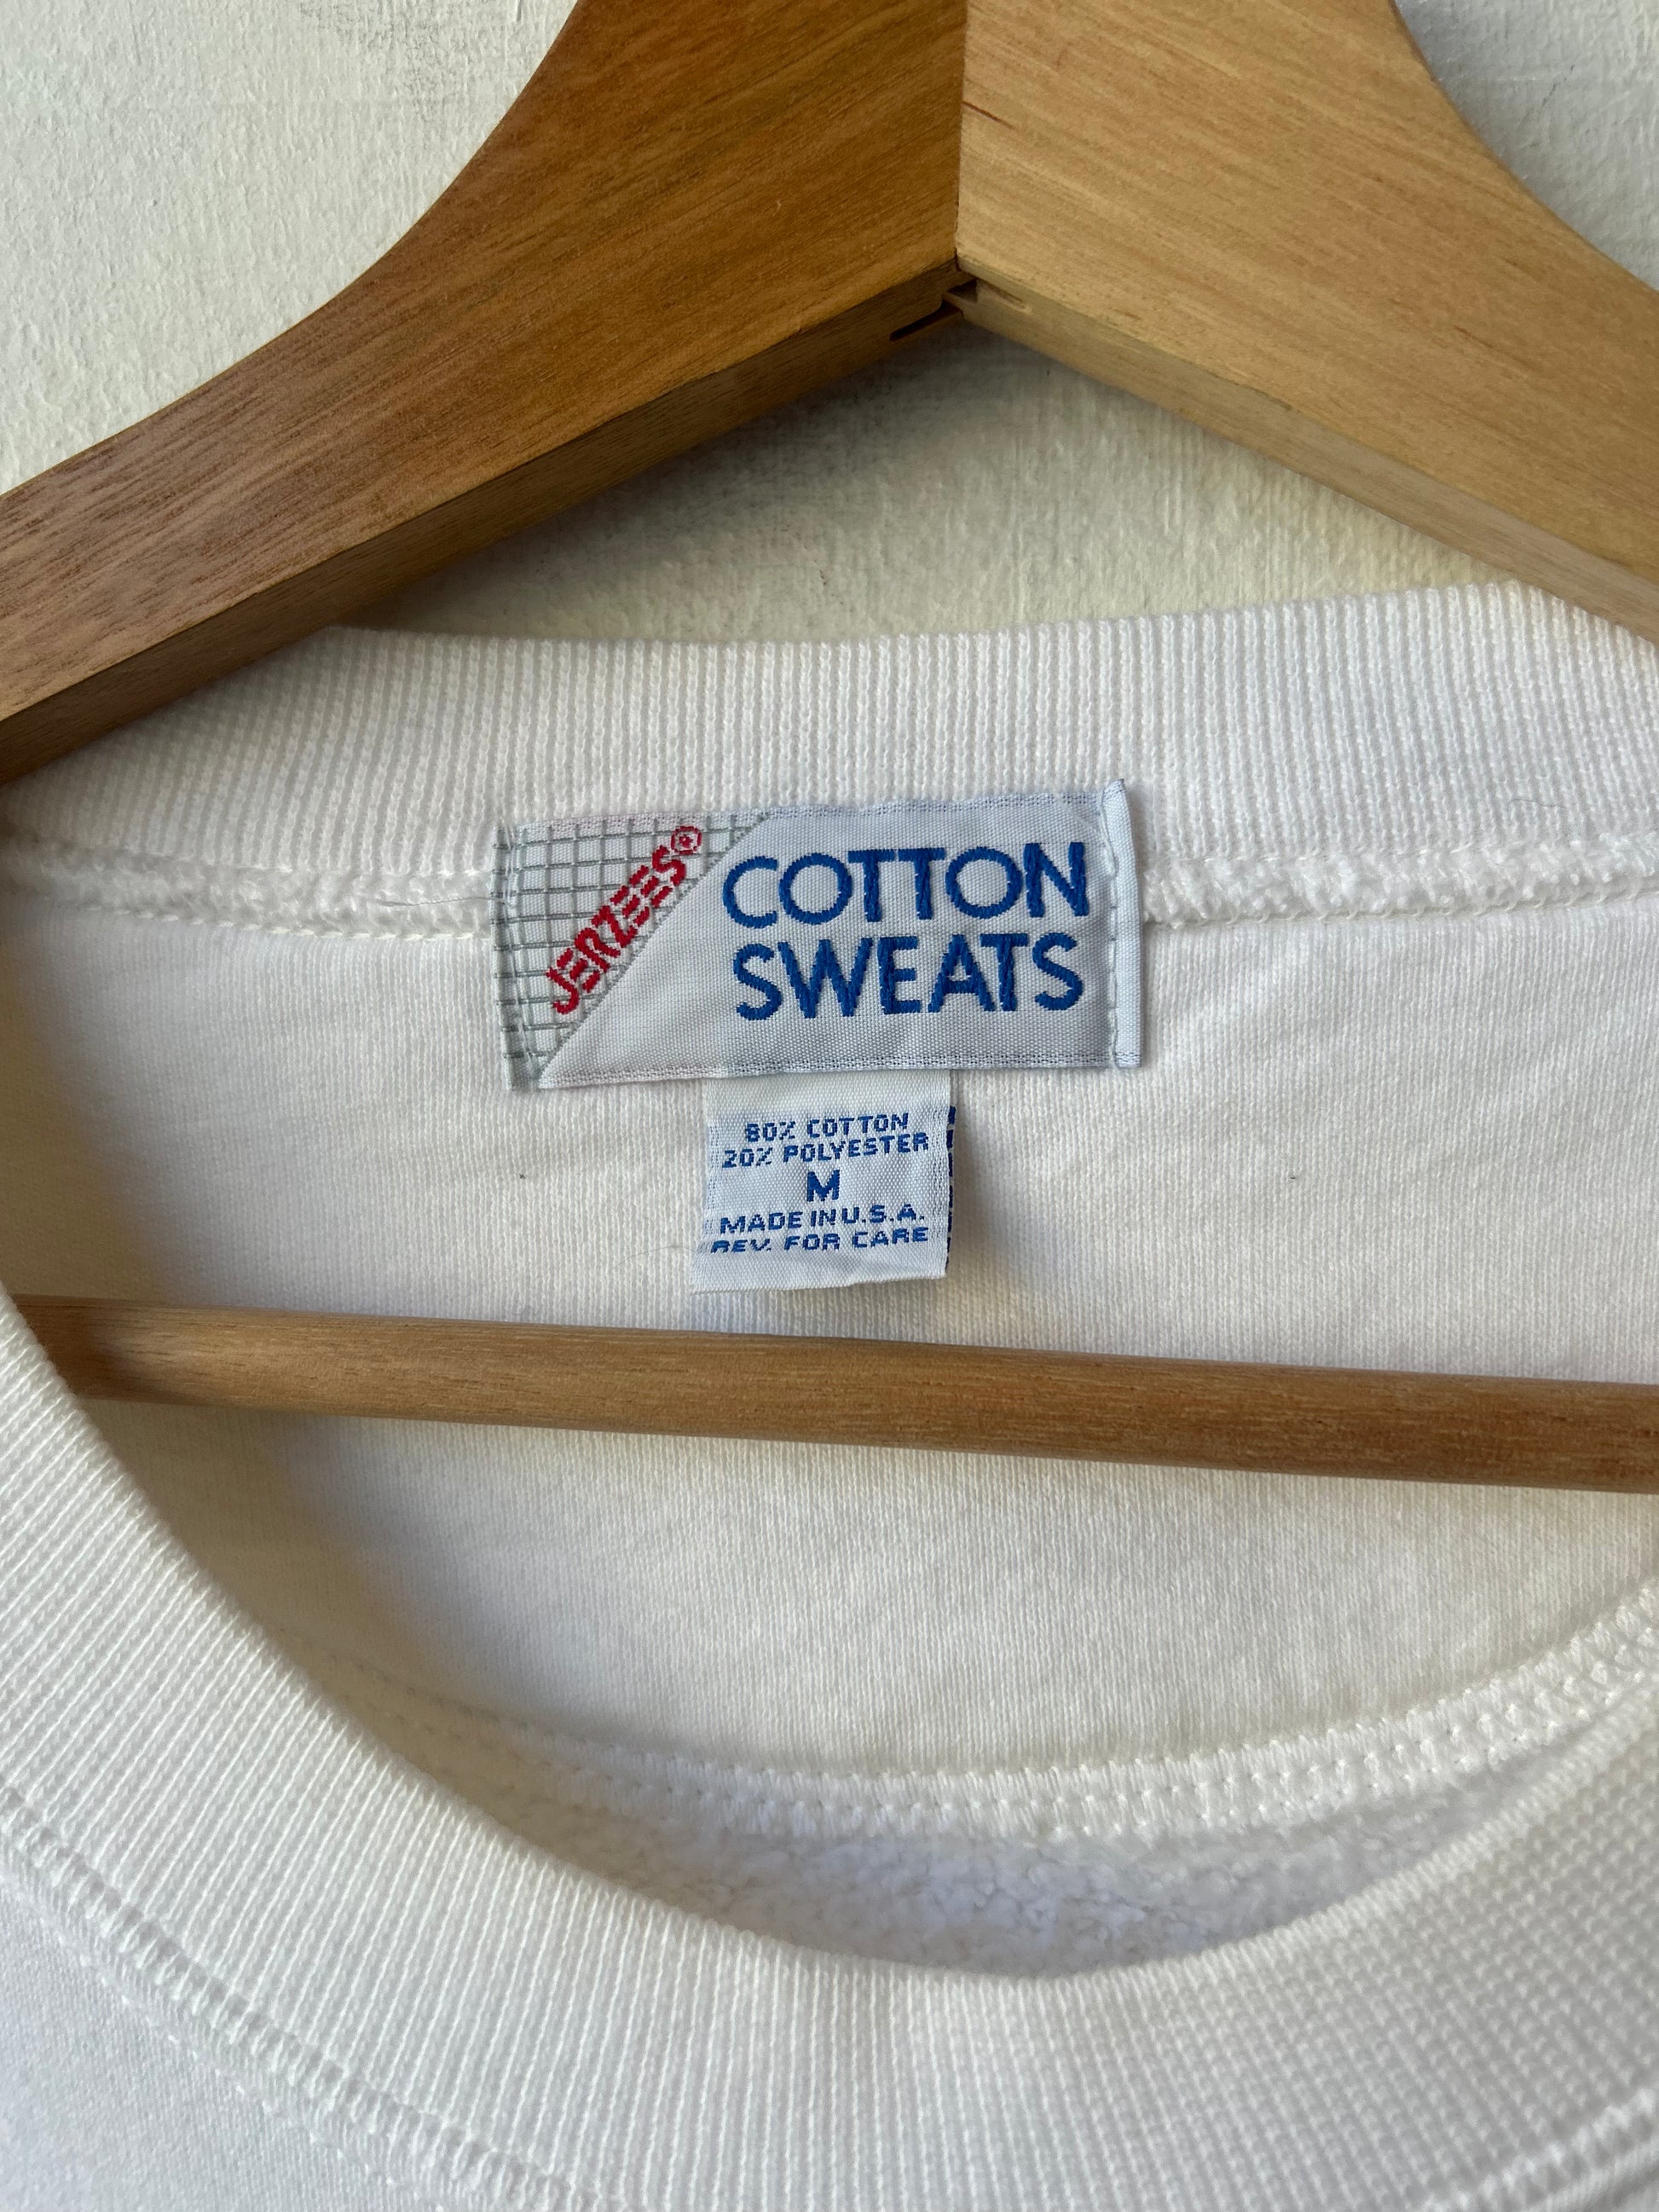 JERZEES®
COTTON
SWEATS
80% COTTON
20% POLYESTER
M
MADE IN U.S.A.
REV. FOR CARE